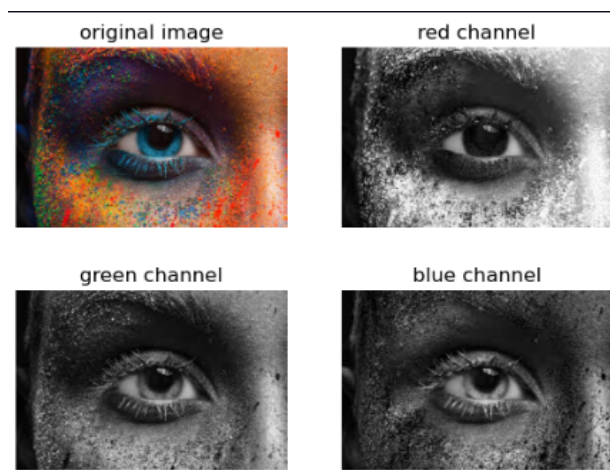 original image
red channel
green channel
blue channel